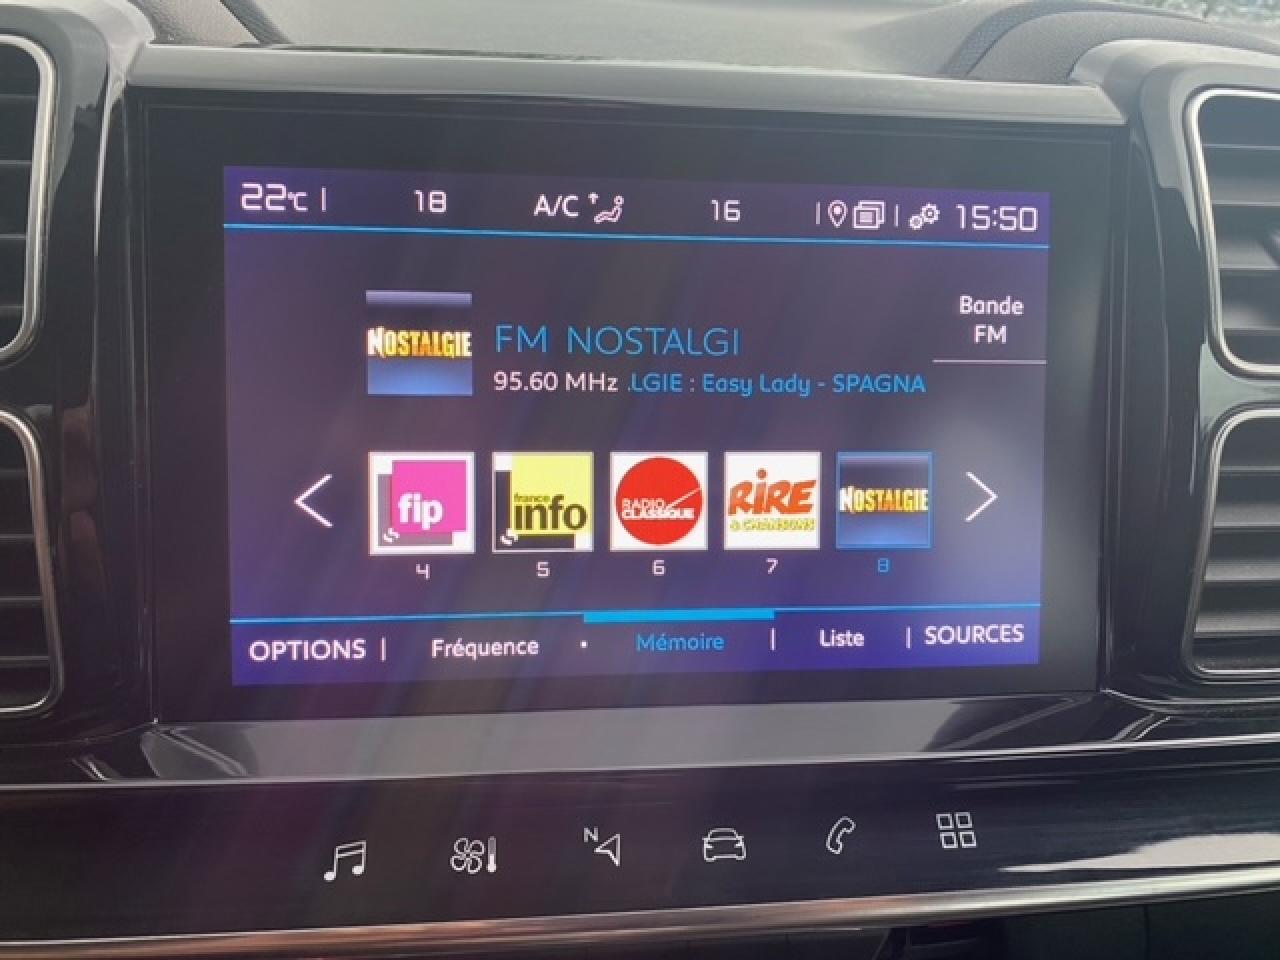 22°C | 18 A/C 16 | | 15:50
Bande
FM
NOSTALGIE
FM NOSTALGI
95.60 MHz .LGIE : Easy Lady - SPAGNA
fip
france
info
RADIO
CLASSIQUE
RIRE
& CHANSONS
NOSTALGIE
4 5 6 7 8
OPTIONS | Fréquence · Mémoire | Liste | SOURCES
N